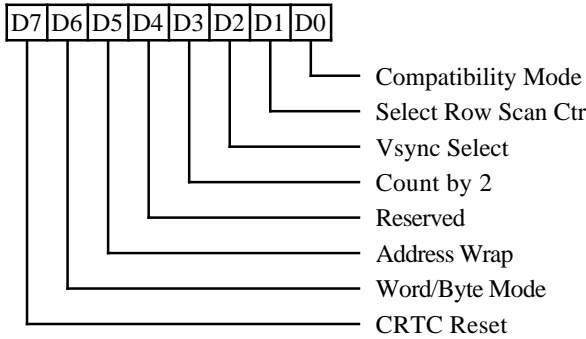 D7 D6 D5 D4 D3 D2 D1 D0
Compatibility Mode
Select Row Scan Ctr
Vsync Select
Count by 2
Reserved
Address Wrap
Word/Byte Mode
CRTC Reset